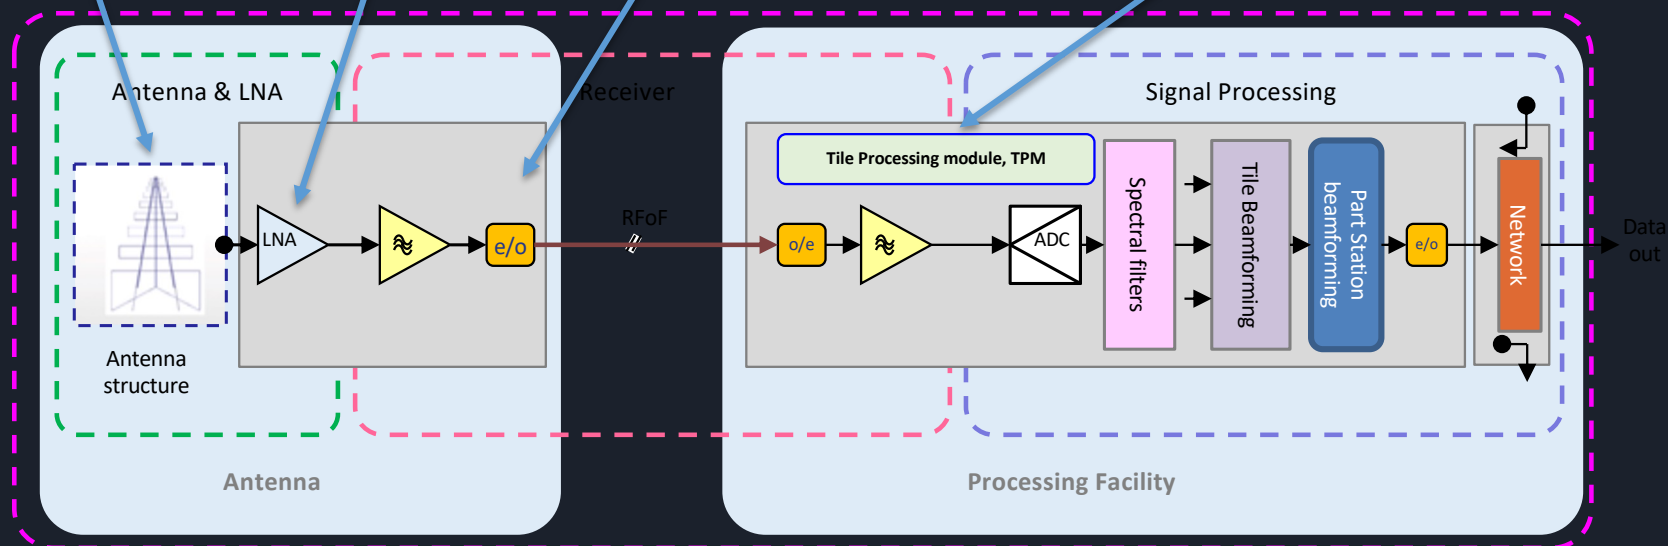 Antenna & LNA
Receiver
Signal Processing
Tile Processing module, TPM
LNA
e/o
RFoF
o/e
ADC
Spectral filters
Tile Beamforming
Part Station
beamforming
e/o
Network
Data
out
Antenna
structure
Antenna
Processing Facility